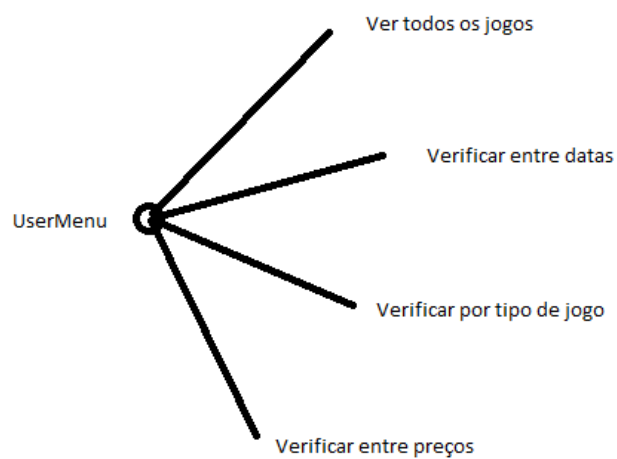 Ver todos os jogos
Verificar entre datas
UserMenu
Verificar por tipo de jogo
Verificar entre preços